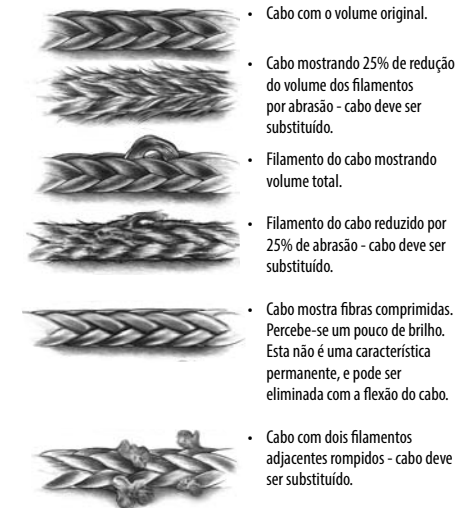 • Cabo com o volume original.
• Cabo mostrando 25% de redução
do volume dos filamentos
por abrasão - cabo deve ser
substituído.
• Filamento do cabo mostrando
volume total.
• Filamento do cabo reduzido por
25% de abrasão - cabo deve ser
substituído.
• Cabo mostra fibras comprimidas.
Percebe-se um pouco de brilho.
Esta não é uma característica
permanente, e pode ser
eliminada com a flexão do cabo.
• Cabo com dois filamentos
adjacentes rompidos - cabo deve
ser substituído.